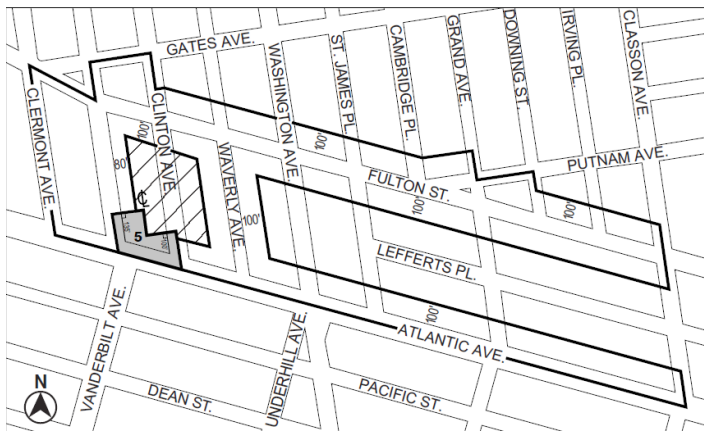 GATES AVE.
CLERMONT AVE.
CLINTON AVE.
WAVERLY AVE.
WASHINGTON AVE.
ST. JAMES PL.
CAMBRIDGE PL.
GRAND AVE.
DOWNING ST.
IRVING PL.
CLASSON AVE.
PUTNAM AVE.
FULTON ST.
LEFFERTS PL.
ATLANTIC AVE.
VANDERBILT AVE.
UNDERHILL AVE.
DEAN ST.
PACIFIC ST.
100'
80'
100'
100'
100'
100'
100'
CL
5
N